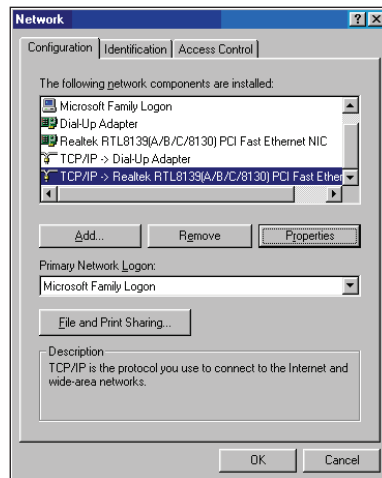 Network
Configuration Identification Access Control
The following network components are installed:
Microsoft Family Logon
Dial-Up Adapter
Realtek RTL8139(A/B/C/8130) PCI Fast Ethernet NIC
TCP/IP -> Dial-Up Adapter
TCP/IP -> Realtek RTL8139(A/B/C/8130) PCI Fast Ether
Add... Remove Properties
Primary Network Logon:
Microsoft Family Logon
File and Print Sharing...
Description
TCP/IP is the protocol you use to connect to the Internet and
wide-area networks.
OK Cancel